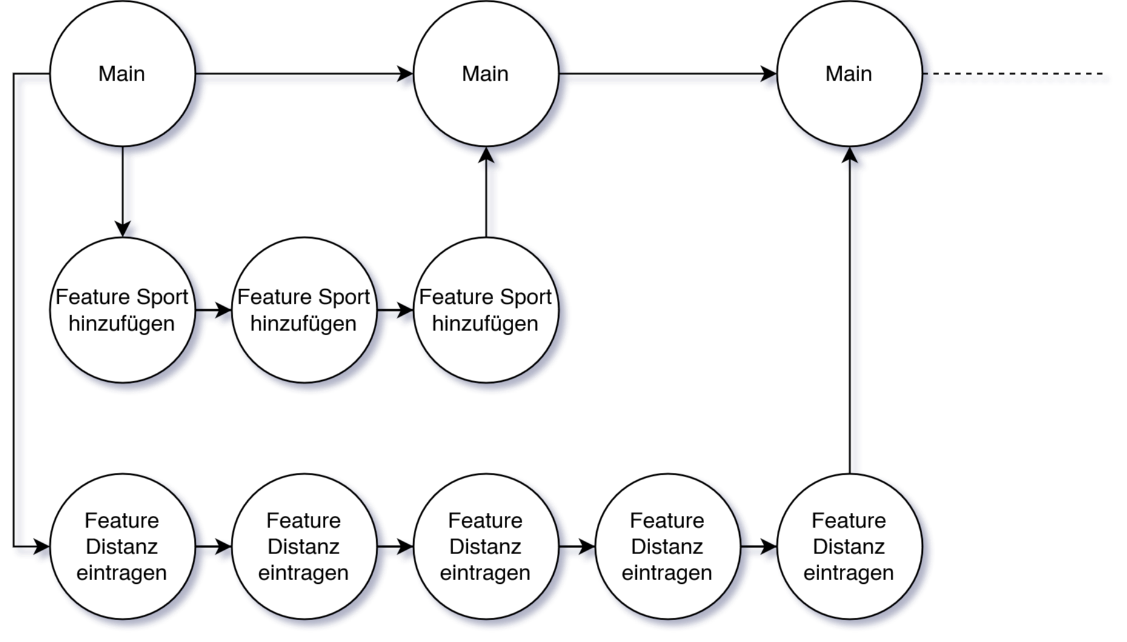 Main
Main
Main
Feature Sport
hinzufügen
Feature Sport
hinzufügen
Feature Sport
hinzufügen
Feature
Distanz
eintragen
Feature
Distanz
eintragen
Feature
Distanz
eintragen
Feature
Distanz
eintragen
Feature
Distanz
eintragen